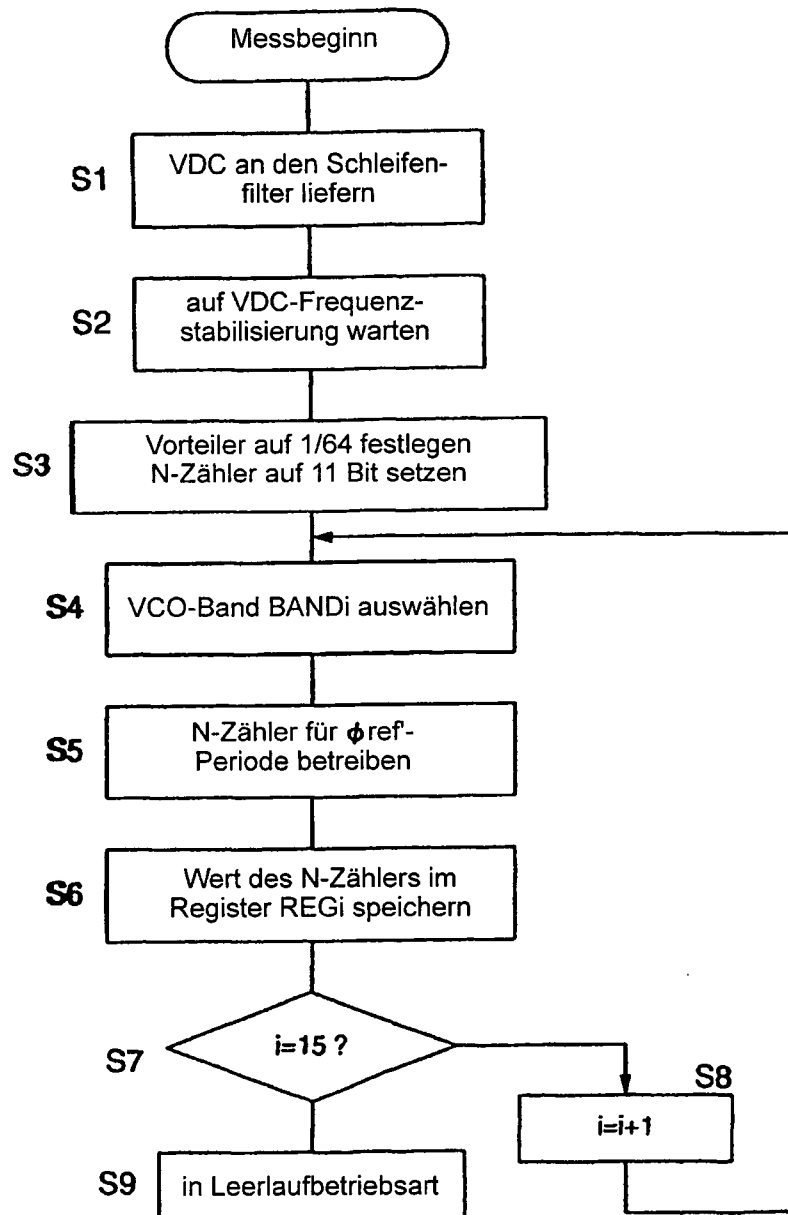 Messbeginn
S1
VDC an den Schleifen-
filter liefern
S2
auf VDC-Frequenz-
stabilisierung warten
S3
Vorteiler auf 1/64 festlegen
N-Zähler auf 11 Bit setzen
S4
VCO-Band BANDi auswählen
S5
N-Zähler für ϕref'-
Periode betreiben
S6
Wert des N-Zählers im
Register REGi speichern
S7
i=15 ?
S8
i=i+1
S9
in Leerlaufbetriebsart